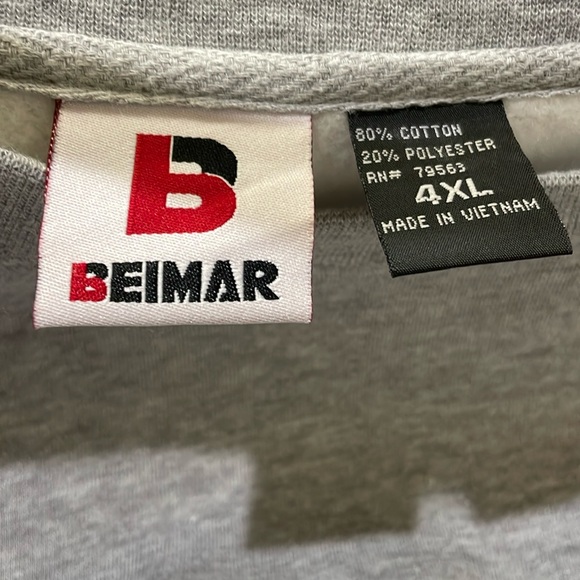 B
BEIMAR
80% COTTON
20% POLYESTER
RN# 79563
4XL
MADE IN VIETNAM